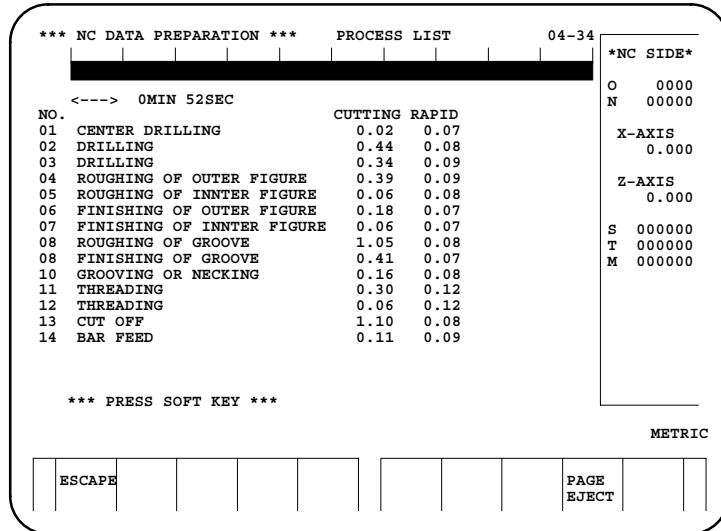 *** NC DATA PREPARATION *** PROCESS LIST 04-34
<---> 0MIN 52SEC
NO. CUTTING RAPID
01 CENTER DRILLING 0.02 0.07
02 DRILLING 0.44 0.08
03 DRILLING 0.34 0.09
04 ROUGHING OF OUTER FIGURE 0.39 0.09
05 ROUGHING OF INNTER FIGURE 0.06 0.08
06 FINISHING OF OUTER FIGURE 0.18 0.07
07 FINISHING OF INNTER FIGURE 0.06 0.07
08 ROUGHING OF GROOVE 1.05 0.08
08 FINISHING OF GROOVE 0.41 0.07
10 GROOVING OR NECKING 0.16 0.08
11 THREADING 0.30 0.12
12 THREADING 0.06 0.12
13 CUT OFF 1.10 0.08
14 BAR FEED 0.11 0.09
*** PRESS SOFT KEY ***
*NC SIDE*
O 0000
N 00000
X-AXIS
0.000
Z-AXIS
0.000
S 000000
T 000000
M 000000
METRIC
ESCAPE
PAGE
EJECT